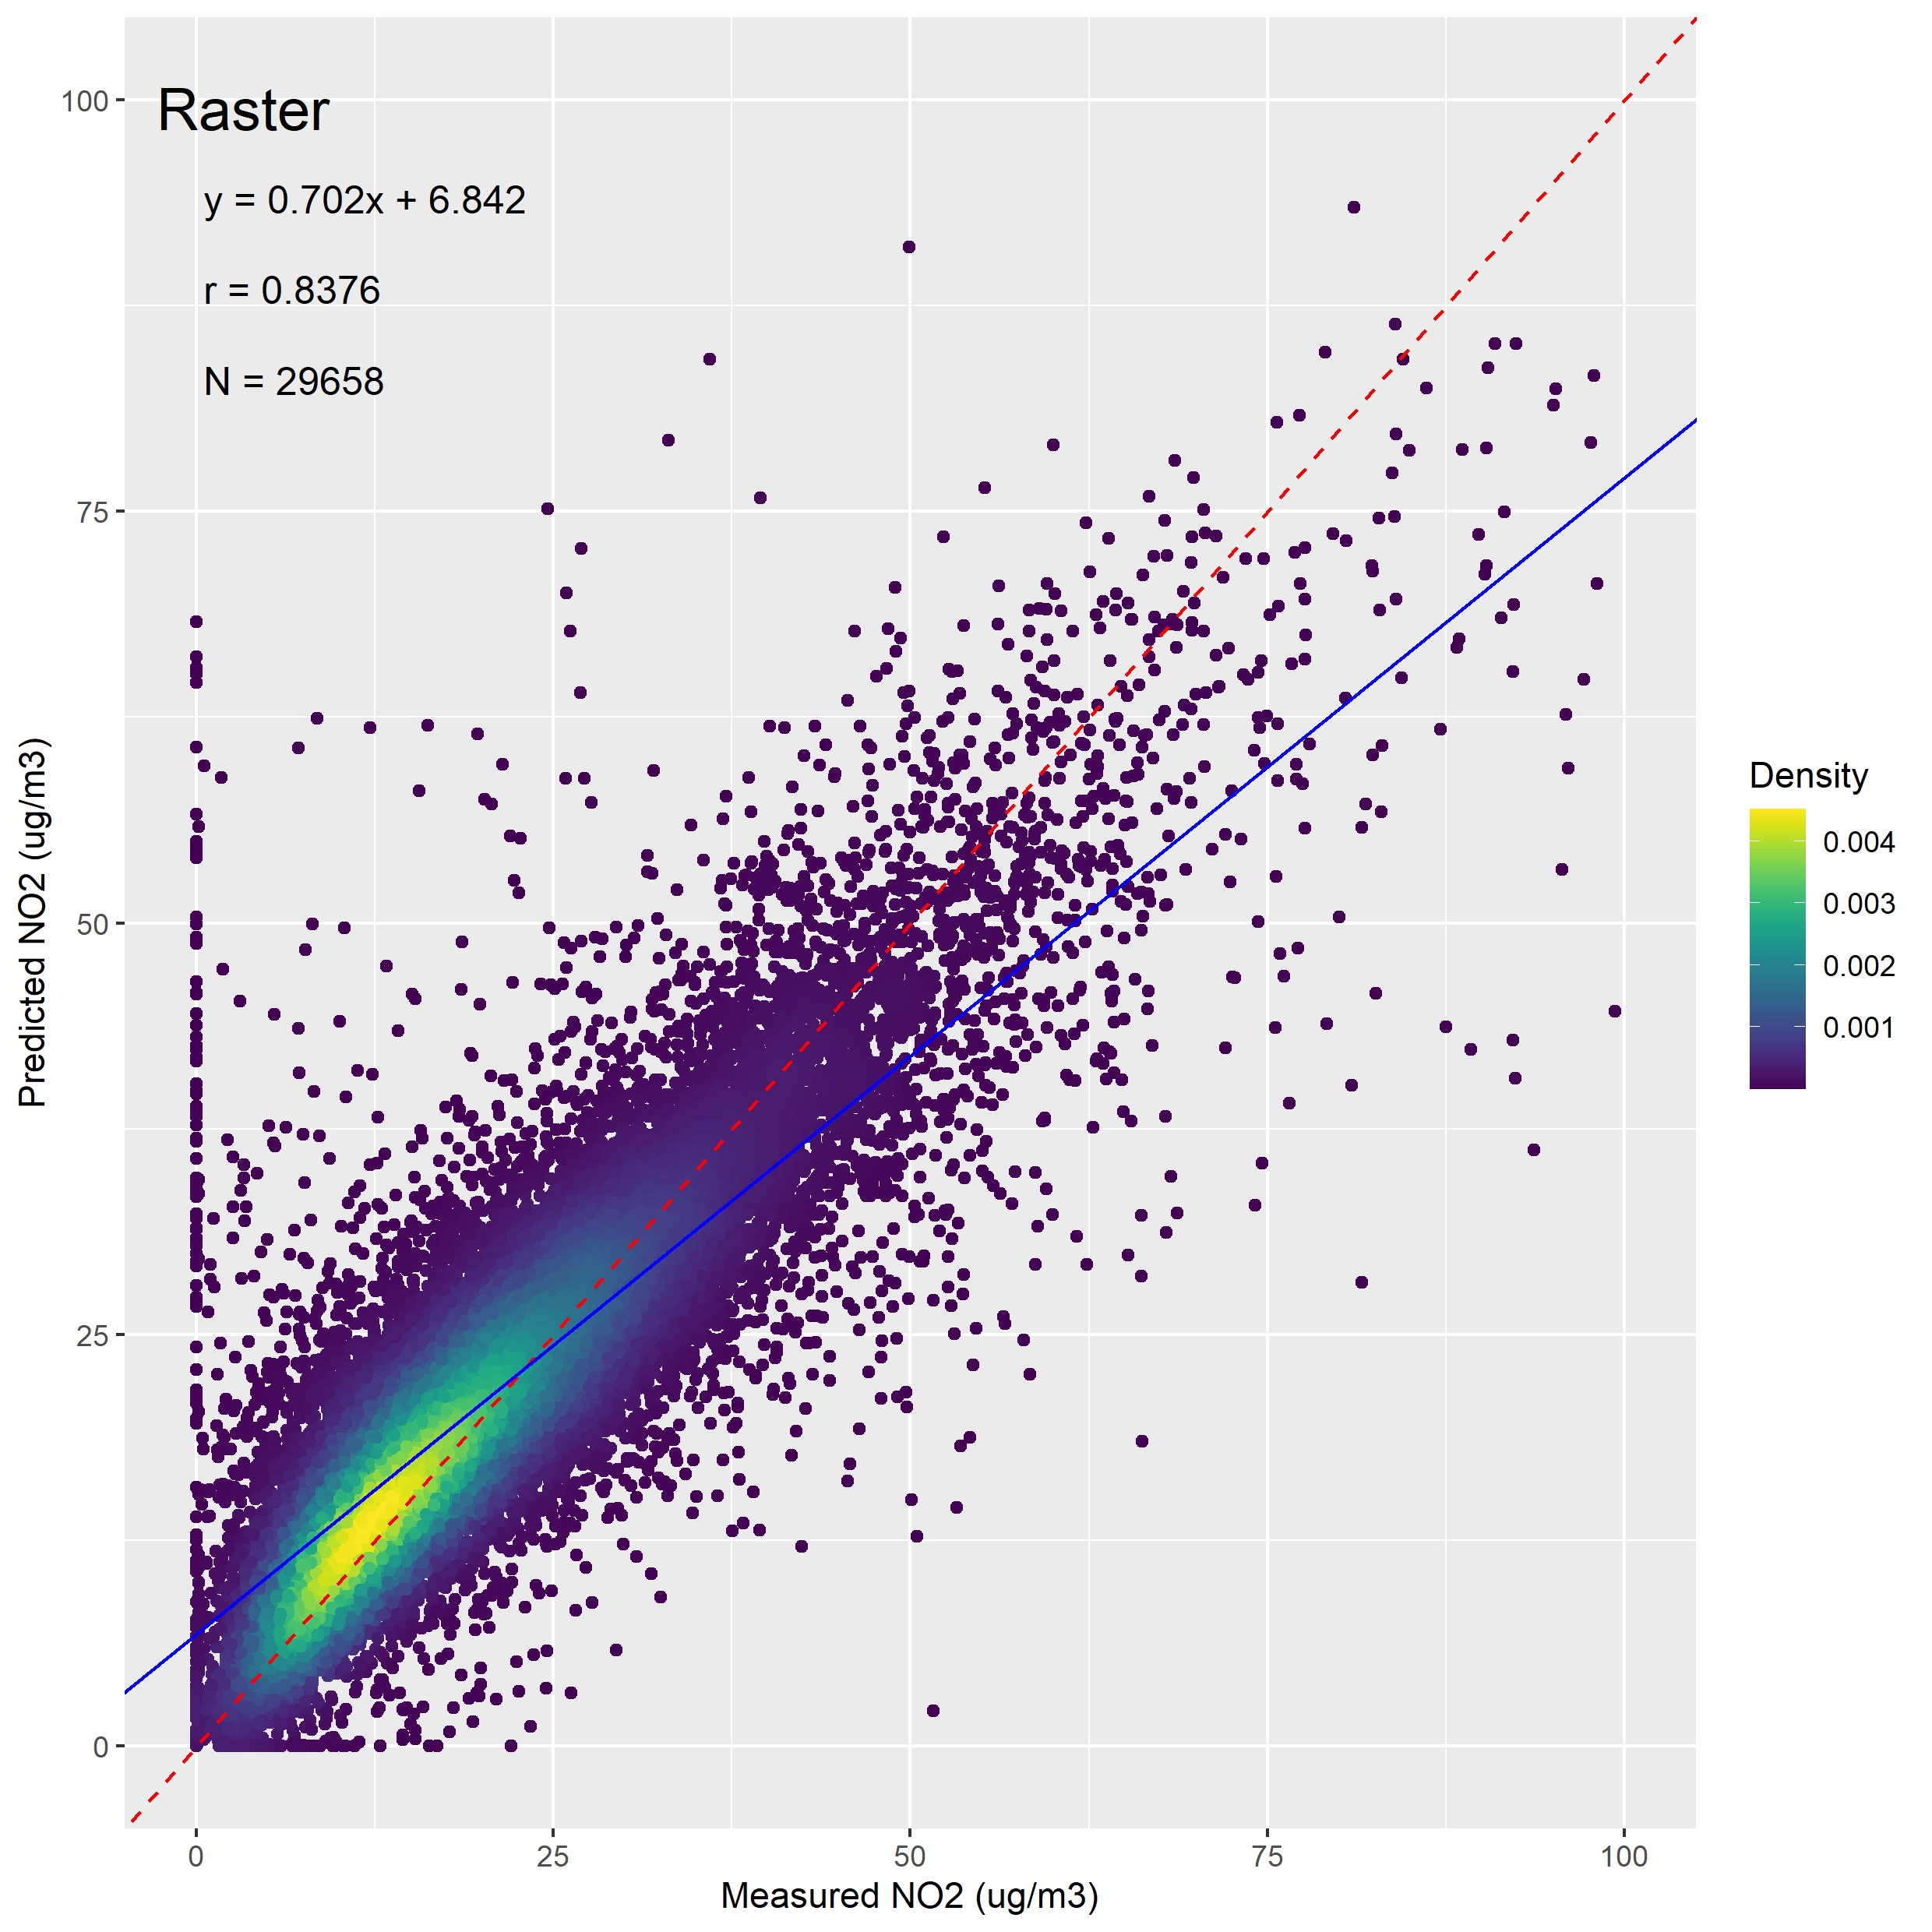 Raster
y = 0.702x + 6.842
r = 0.8376
N = 29658
100
75
50
25
0
0
25
50
75
100
Predicted NO2 (ug/m3)
Measured NO2 (ug/m3)
Density
0.004
0.003
0.002
0.001